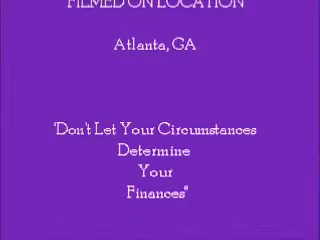 FILMED ON LOCATION
Atlanta, GA
"Don't Let Your Circumstances
Determine
Your
Finances"